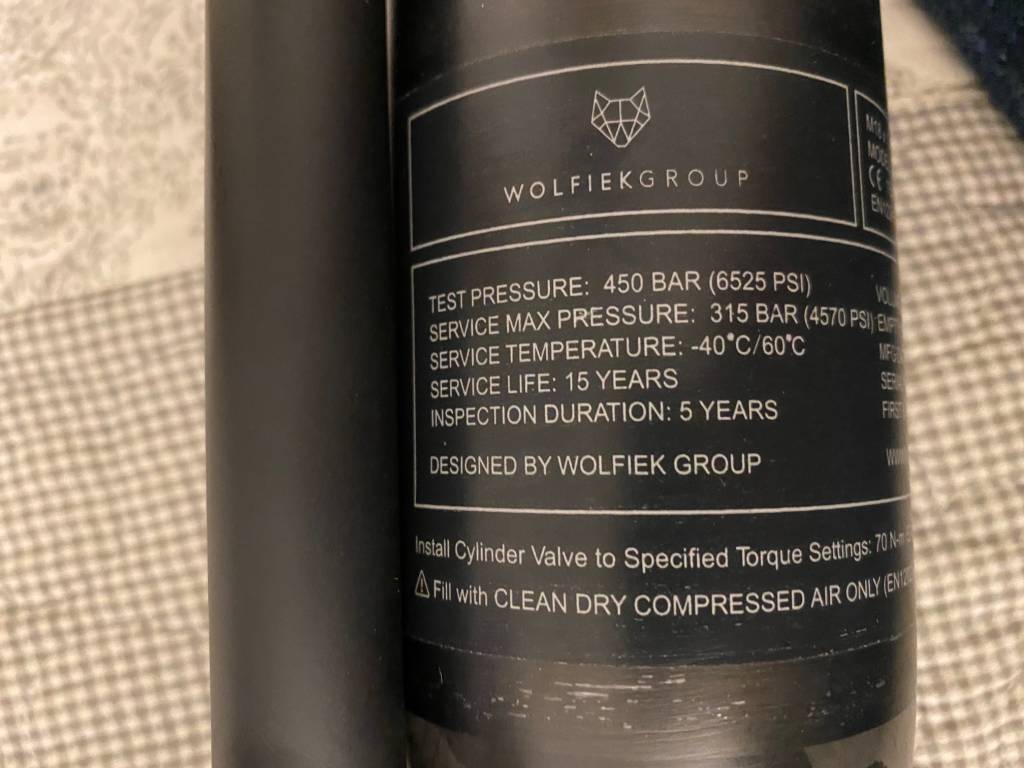 WOLFIEKGROUP
M18
CE
TEST PRESSURE: 450 BAR (6525 PSI)
SERVICE MAX PRESSURE: 315 BAR (4570 PSI)
SERVICE TEMPERATURE: -40°C/60°C
SERVICE LIFE: 15 YEARS
INSPECTION DURATION: 5 YEARS
DESIGNED BY WOLFIEK GROUP
Install Cylinder Valve to Specified Torque Settings: 70 N-m
⚠Fill with CLEAN DRY COMPRESSED AIR ONLY